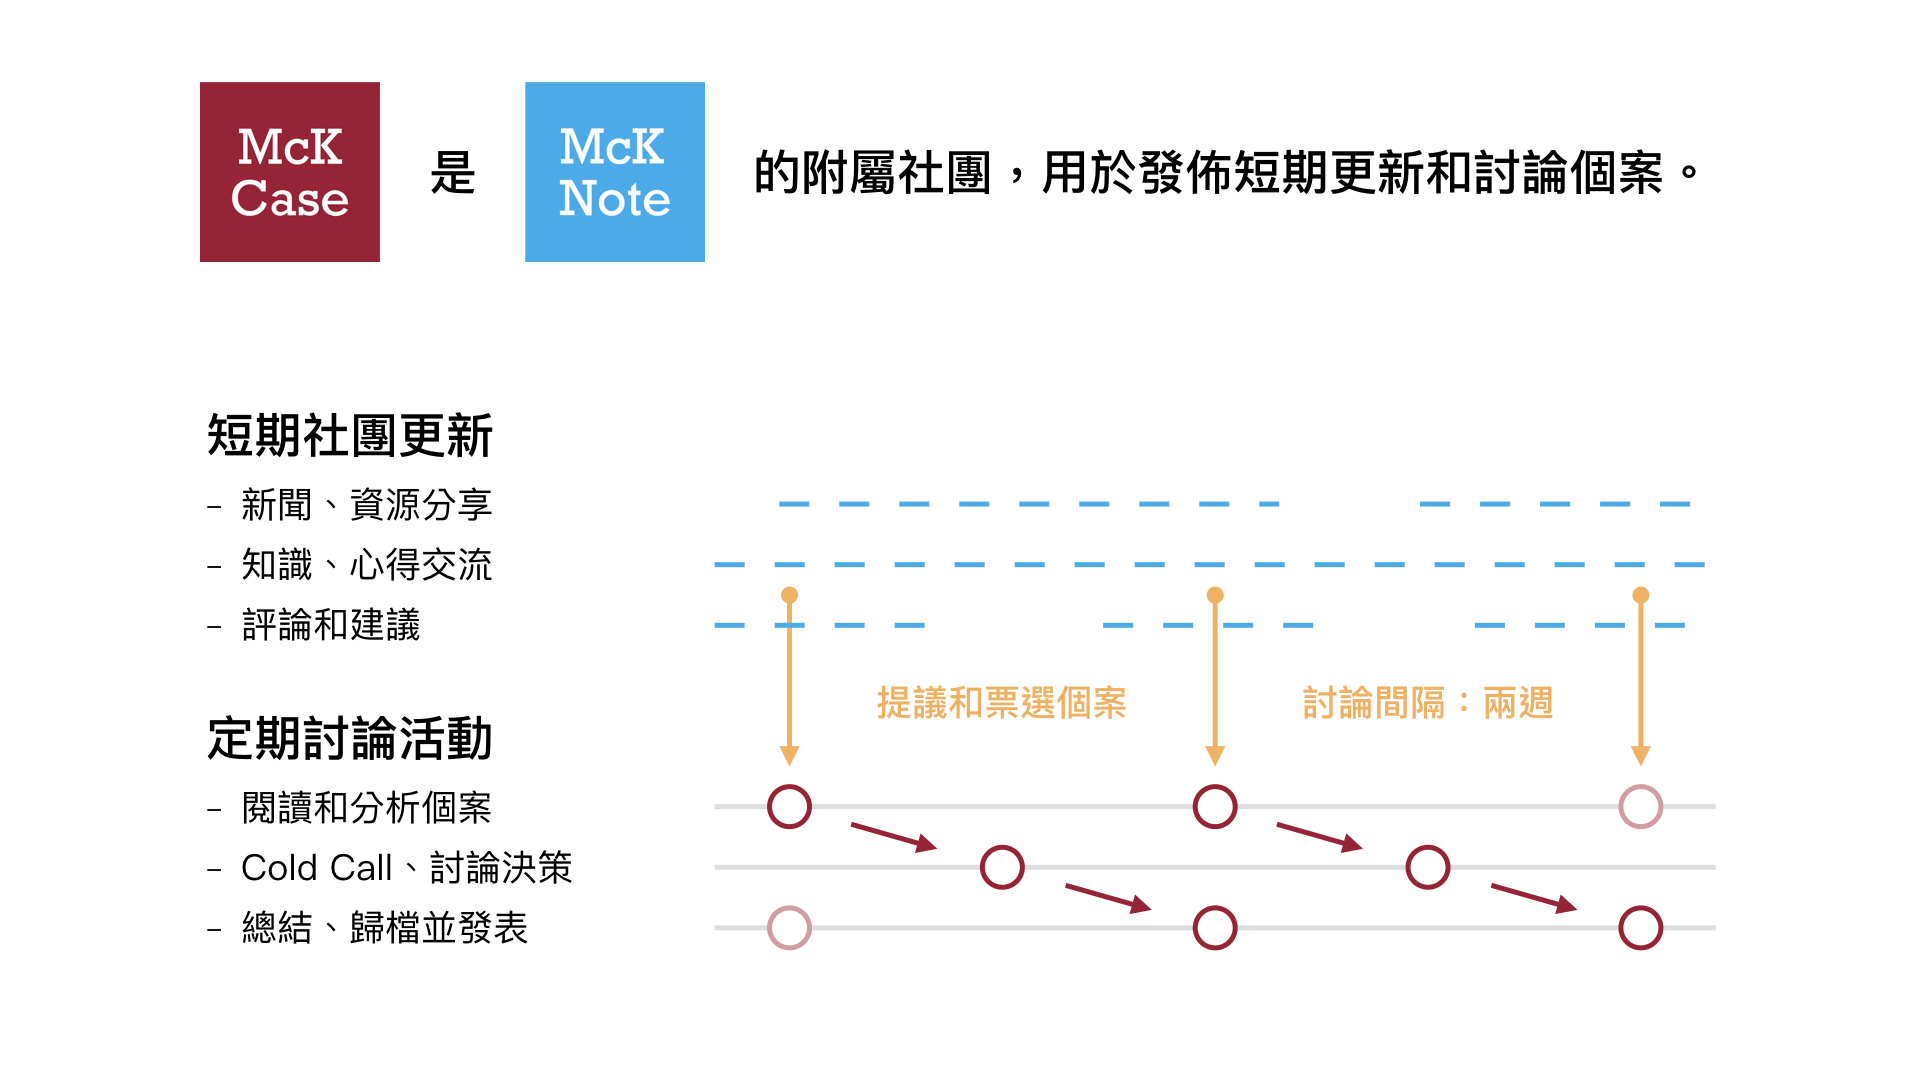 McK
Case
是
McK
Note
的附屬社團，用於發佈短期更新和討論個案。
短期社團更新
– 新聞、資源分享
– 知識、心得交流
– 評論和建議
提議和票選個案
討論間隔：兩週
定期討論活動
– 閱讀和分析個案
– Cold Call、討論決策
– 總結、歸檔並發表